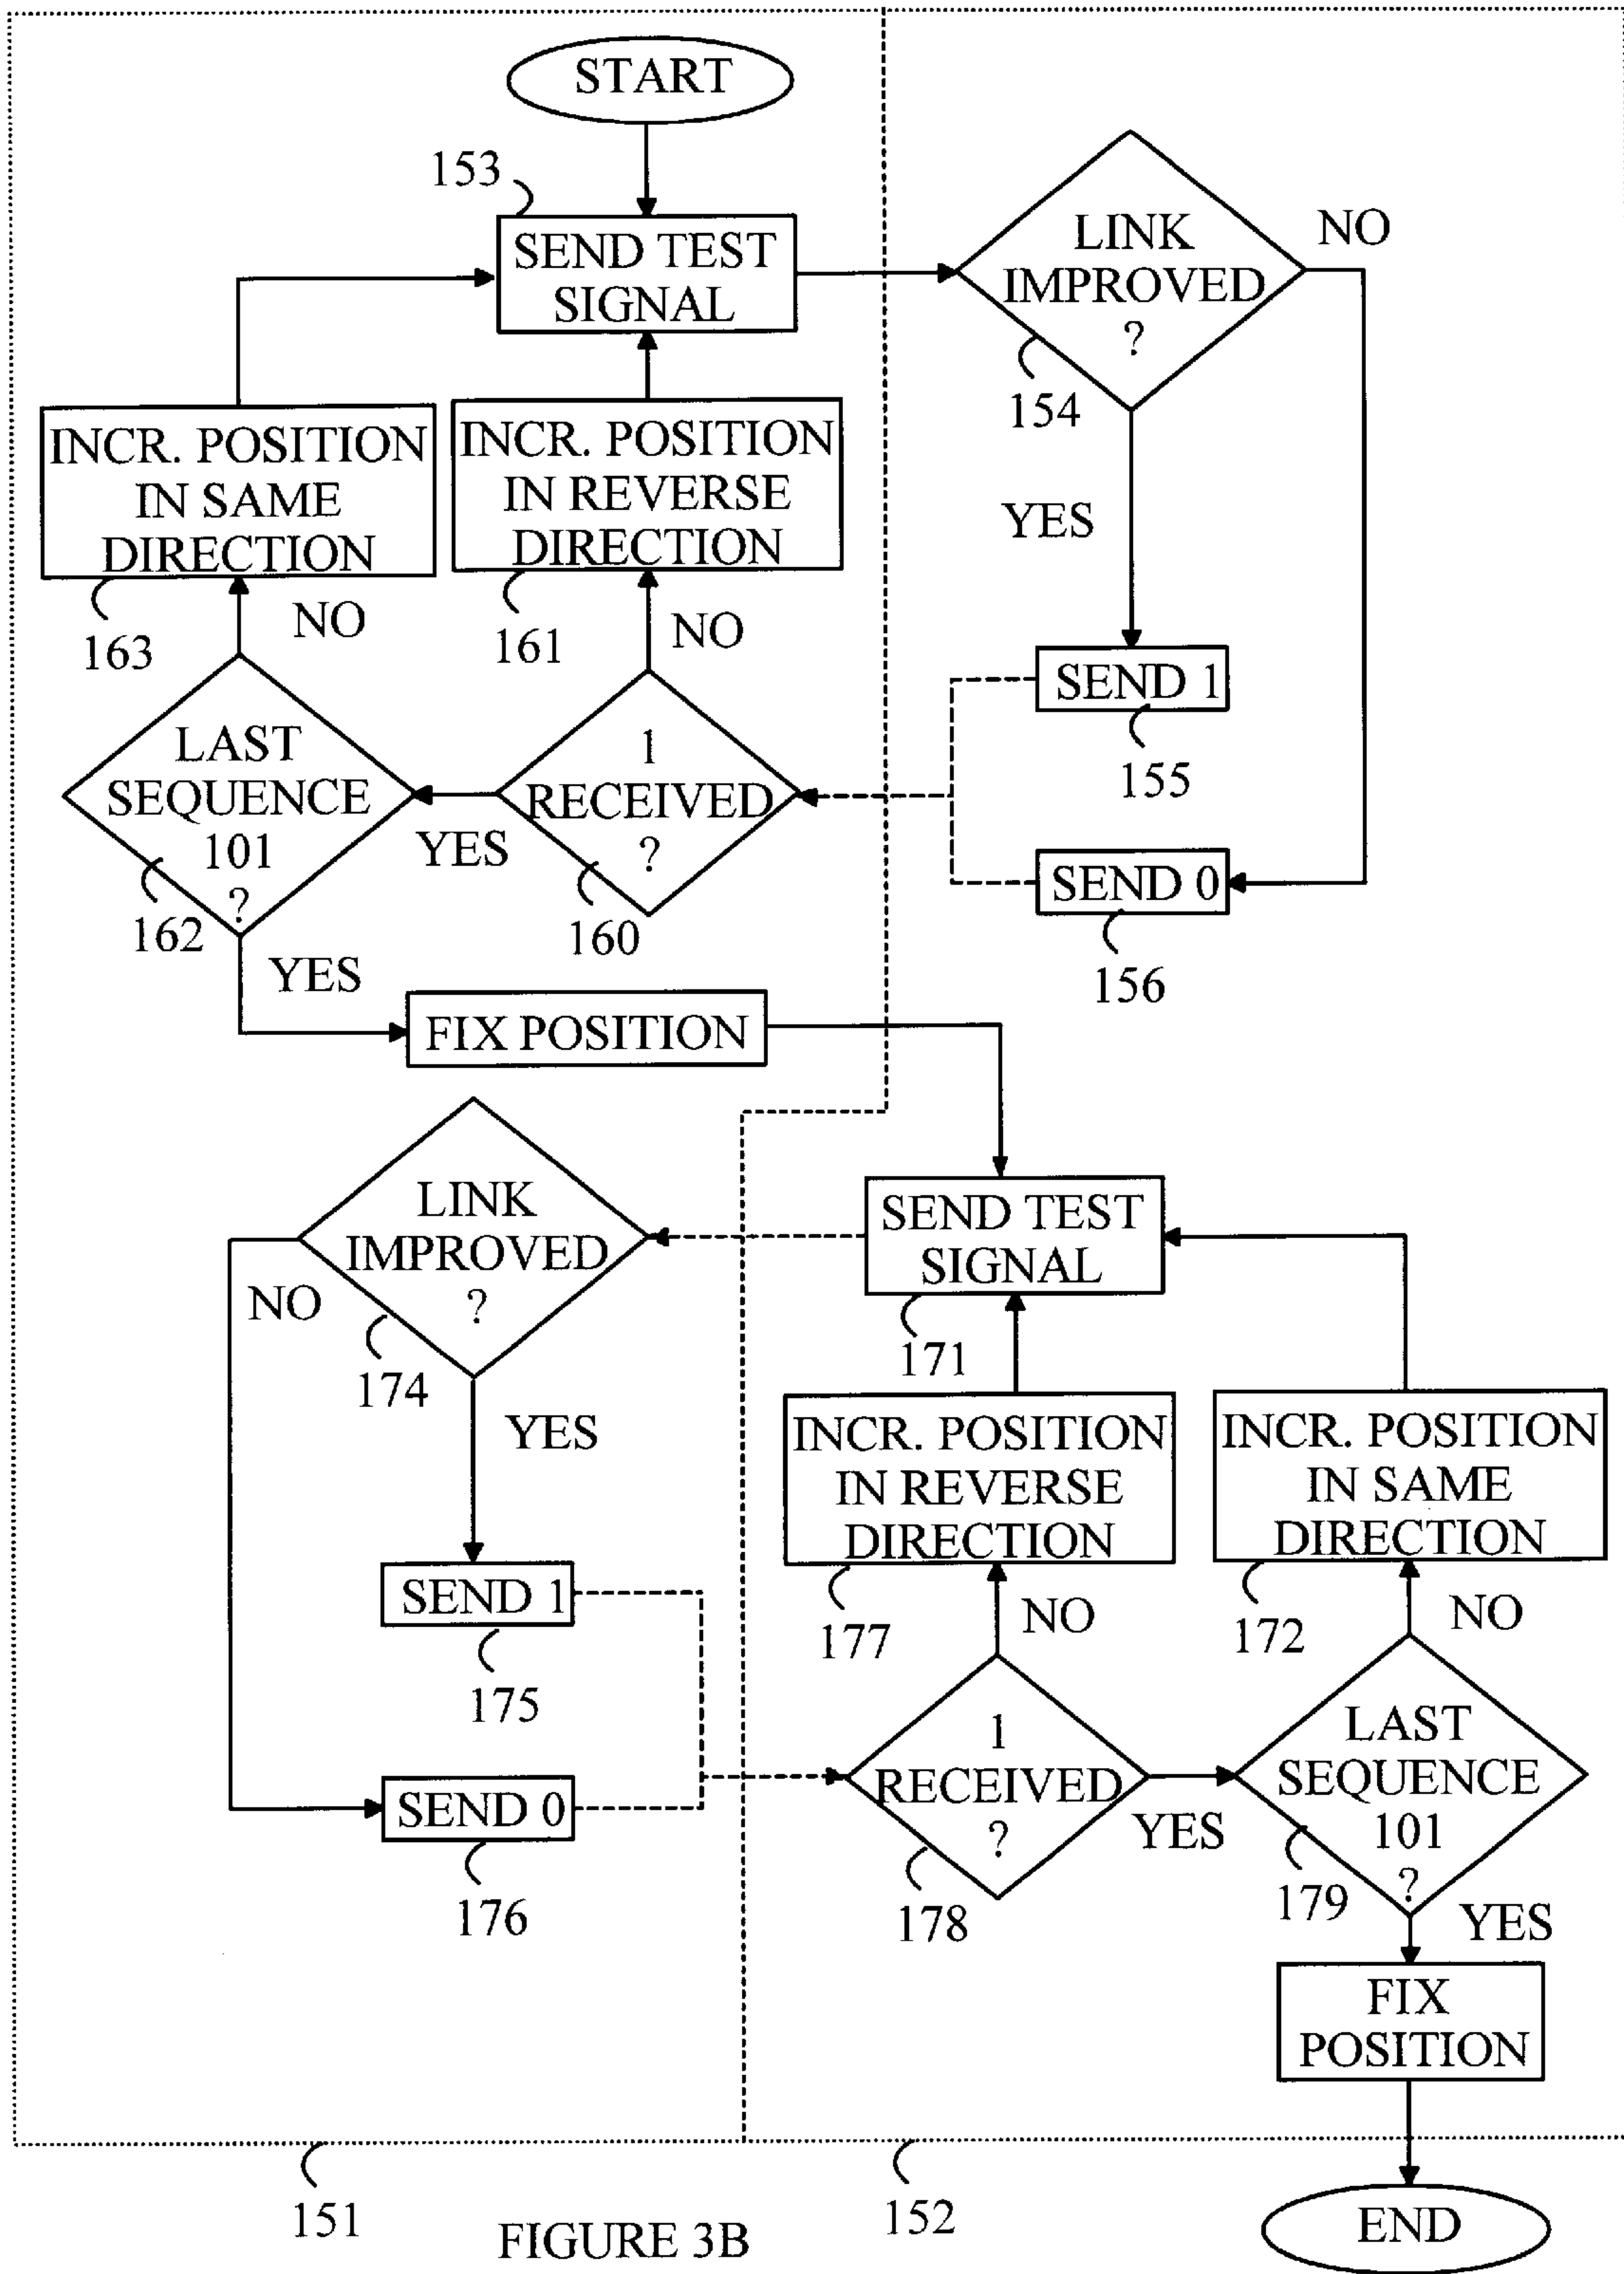 START
153
SEND TEST
SIGNAL
LINK
IMPROVED
?
NO
154
YES
INCR. POSITION
IN SAME
DIRECTION
INCR. POSITION
IN REVERSE
DIRECTION
163
NO
161
NO
SEND 1
155
LAST
SEQUENCE
101
?
162
YES
1
RECEIVED
?
160
SEND 0
156
YES
FIX POSITION
LINK
IMPROVED
?
NO
174
YES
SEND TEST
SIGNAL
171
INCR. POSITION
IN REVERSE
DIRECTION
INCR. POSITION
IN SAME
DIRECTION
SEND 1
175
177
NO
172
NO
SEND 0
176
1
RECEIVED
?
178
YES
LAST
SEQUENCE
101
?
179
YES
FIX
POSITION
151
152
END
FIGURE 3B